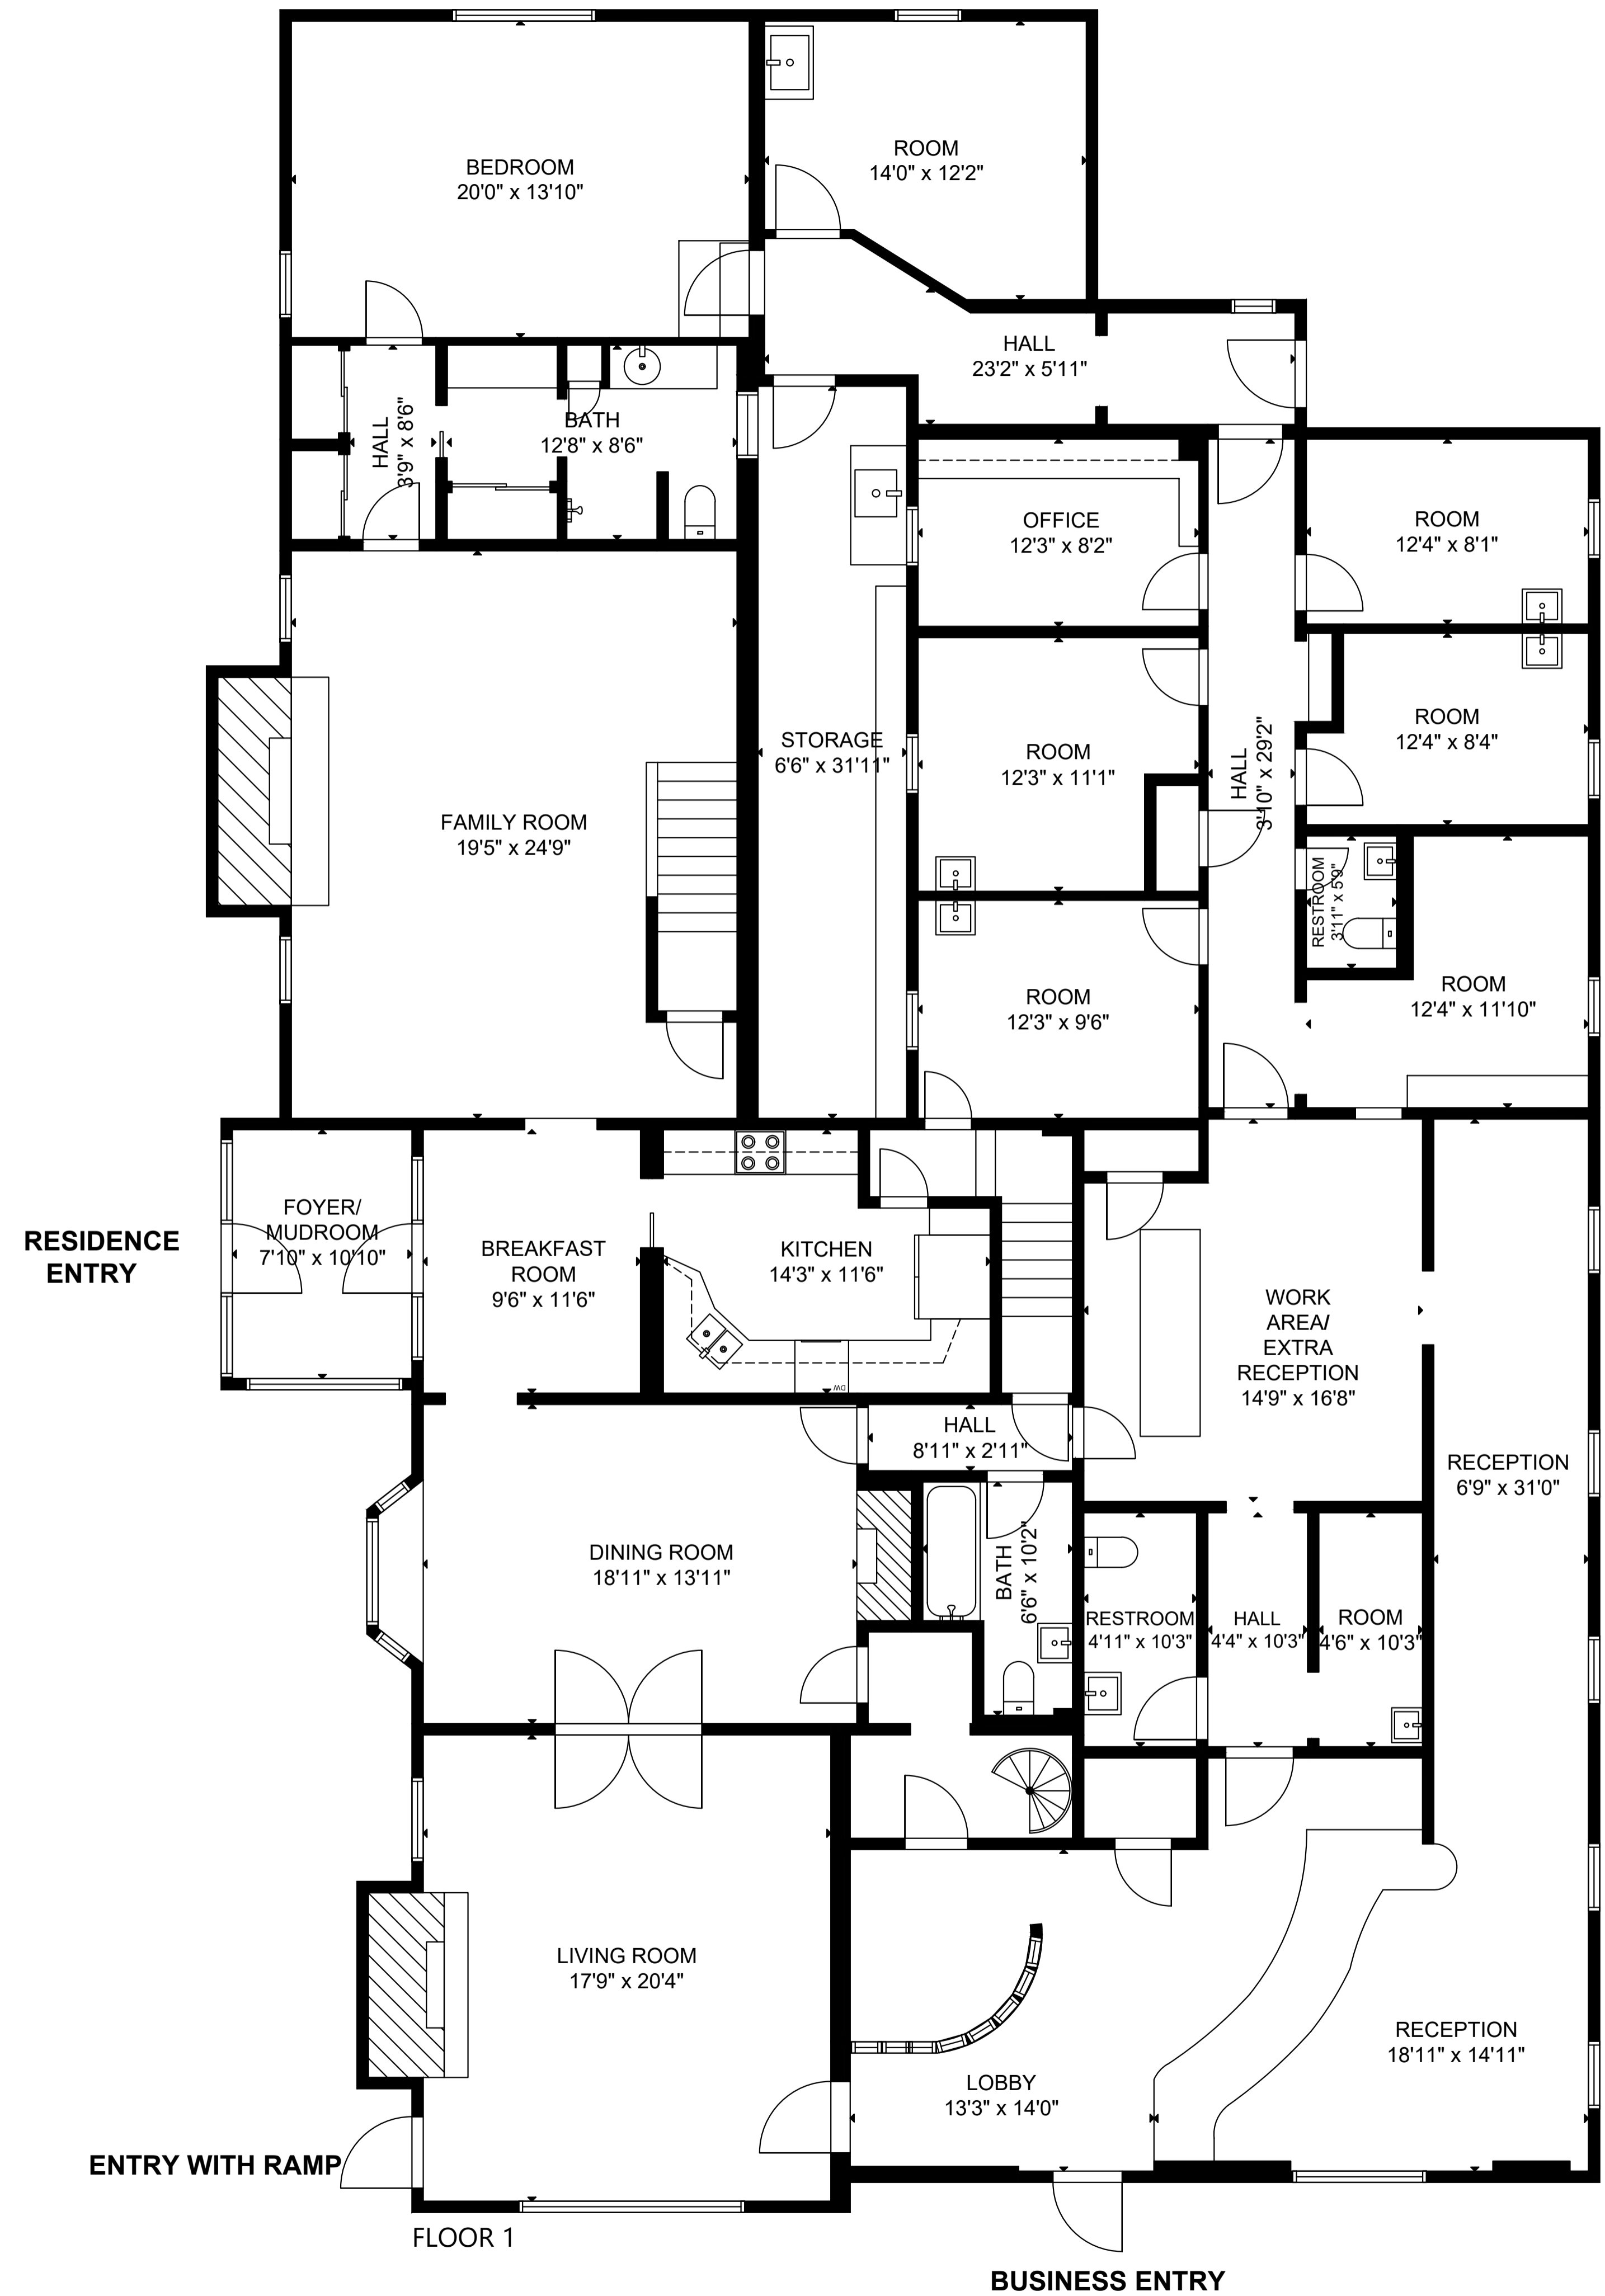 BEDROOM
20'0" x 13'10"
ROOM
14'0" x 12'2"
HALL
23'2" x 5'11"
HALL
3'9" x 8'6"
BATH
12'8" x 8'6"
OFFICE
12'3" x 8'2"
ROOM
12'4" x 8'1"
ROOM
12'4" x 8'4"
STORAGE
6'6" x 31'11"
ROOM
12'3" x 11'1"
HALL
3'10" x 29'2"
FAMILY ROOM
19'5" x 24'9"
RESTROOM
3'11" x 5'9"
ROOM
12'3" x 9'6"
ROOM
12'4" x 11'10"
RESIDENCE
ENTRY
FOYER/
MUDROOM
7'10" x 10'10"
BREAKFAST
ROOM
9'6" x 11'6"
KITCHEN
14'3" x 11'6"
DW
WORK
AREA/
EXTRA
RECEPTION
14'9" x 16'8"
HALL
8'11" x 2'11"
RECEPTION
6'9" x 31'0"
DINING ROOM
18'11" x 13'11"
BATH
6'6" x 10'2"
RESTROOM
4'11" x 10'3"
HALL
4'4" x 10'3"
ROOM
4'6" x 10'3"
LIVING ROOM
17'9" x 20'4"
RECEPTION
18'11" x 14'11"
LOBBY
13'3" x 14'0"
ENTRY WITH RAMP
FLOOR 1
BUSINESS ENTRY